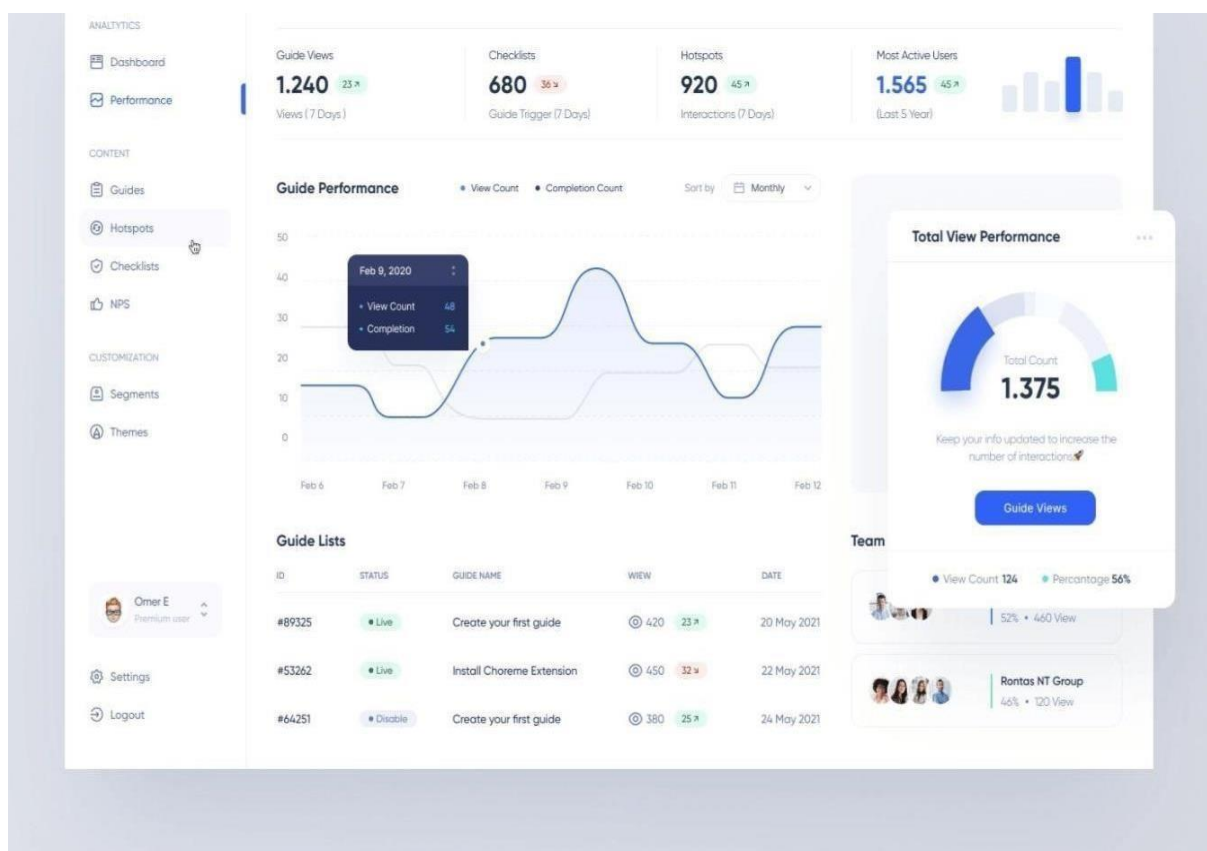 ANALTYTICS
Dashboard
Performance
CONTENT
Guides
Hotspots
Checklists
NPS
CUSTOMIZATION
Segments
Themes
Omer E
Premium user
Settings
Logout
Guide Views
1.240 23
Views (7 Days)
Checklists
680 36
Guide Trigger (7 Days)
Hotspots
920 45
Interactions (7 Days)
Most Active Users
1.565 45
(Last 5 Year)
Guide Performance
View Count Completion Count
Sort by Monthly
50
40
30
20
10
0
Feb 9, 2020
View Count 48
Completion 54
Feb 6 Feb 7 Feb 8 Feb 9 Feb 10 Feb 11 Feb 12
Total View Performance
Total Count
1.375
Keep your info updated to increase the
number of interactions🚀
Guide Views
View Count 124 Percantage 56%
Guide Lists
ID STATUS GUIDE NAME WIEW DATE
#89325 Live Create your first guide 420 23 20 May 2021
#53262 Live Install Choreme Extension 450 32 22 May 2021
#64251 Disable Create your first guide 380 25 24 May 2021
Team
52% • 460 View
Rontas NT Group
46% • 120 View